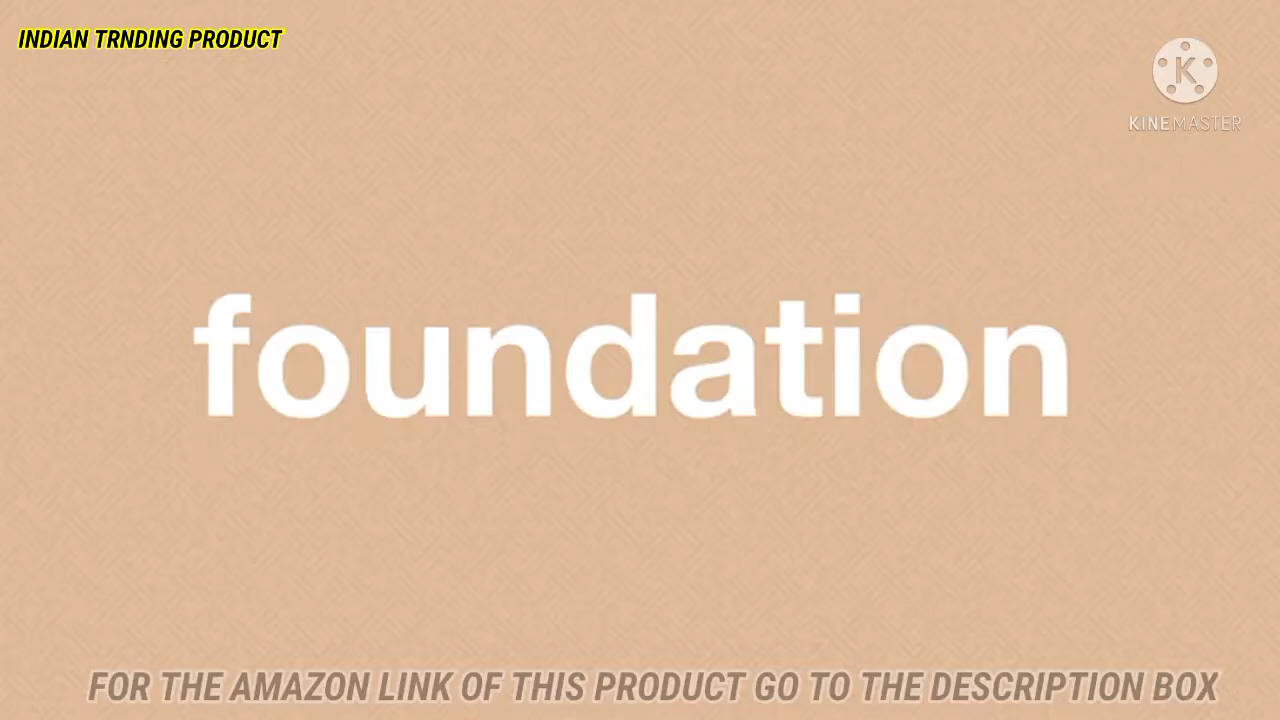 INDIAN TRNDING PRODUCT
K
KINEMASTER
foundation
FOR THE AMAZON LINK OF THIS PRODUCT GO TO THE DESCRIPTION BOX